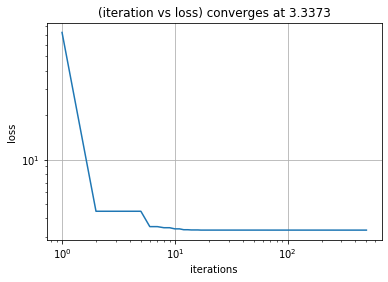 (iteration vs loss) converges at 3.3373
loss
10¹
10⁰
10¹
10²
iterations